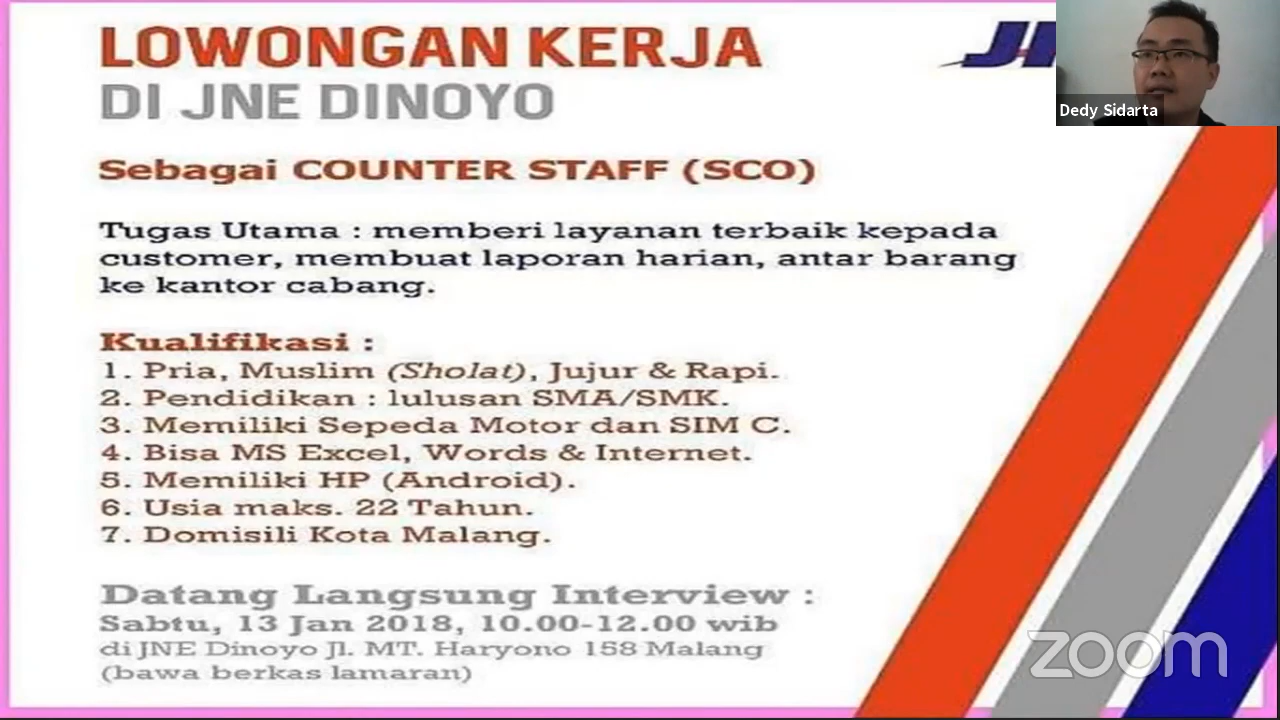 LOWONGAN KERJA
DI JNE DINOYO
Dedy Sidarta
Sebagai COUNTER STAFF (SCO)
Tugas Utama : memberi layanan terbaik kepada
customer, membuat laporan harian, antar barang
ke kantor cabang.
Kualifikasi :
1. Pria, Muslim (Sholat), Jujur & Rapi.
2. Pendidikan : lulusan SMA/SMK.
3. Memiliki Sepeda Motor dan SIM C.
4. Bisa MS Excel, Words & Internet.
5. Memiliki HP (Android).
6. Usia maks. 22 Tahun.
7. Domisili Kota Malang.
Datang Langsung Interview :
Sabtu, 13 Jan 2018, 10.00-12.00 wib
di JNE Dinoyo Jl. MT. Haryono 158 Malang
(bawa berkas lamaran)
zoom